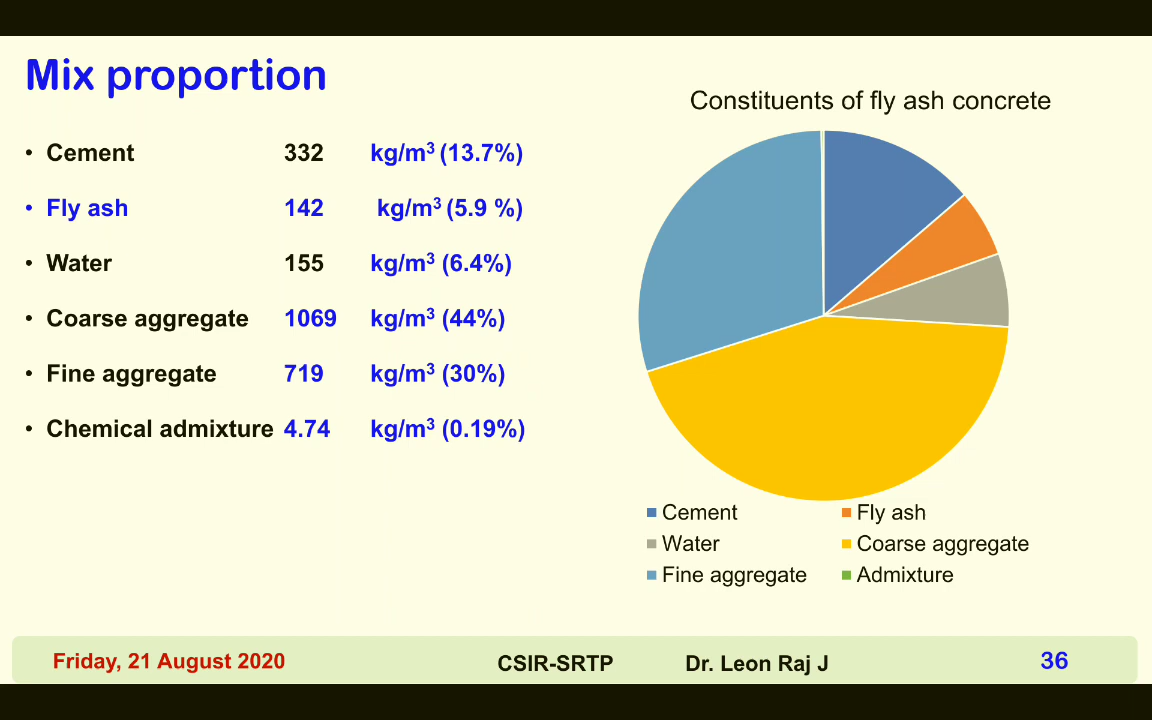 Mix proportion
Constituents of fly ash concrete
• Cement 332 kg/m³ (13.7%)
• Fly ash 142 kg/m³ (5.9 %)
• Water 155 kg/m³ (6.4%)
• Coarse aggregate 1069 kg/m³ (44%)
• Fine aggregate 719 kg/m³ (30%)
• Chemical admixture 4.74 kg/m³ (0.19%)
Cement Fly ash
Water Coarse aggregate
Fine aggregate Admixture
Friday, 21 August 2020 CSIR-SRTP Dr. Leon Raj J 36